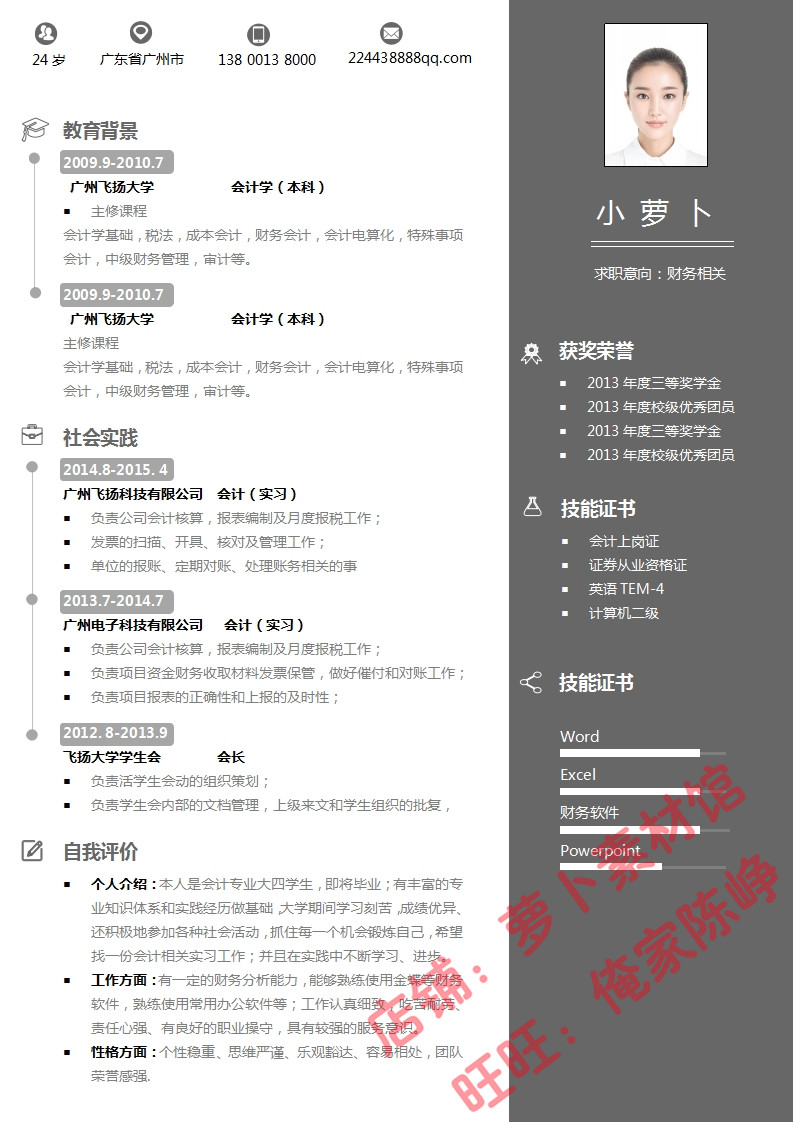 24 岁
广东省广州市
138 0013 8000
224438888qq.com
教育背景
2009.9-2010.7
广州飞扬大学 会计学（本科）
▪ 主修课程
会计学基础，税法，成本会计，财务会计，会计电算化，特殊事项
会计，中级财务管理，审计等。
2009.9-2010.7
广州飞扬大学 会计学（本科）
主修课程
会计学基础，税法，成本会计，财务会计，会计电算化，特殊事项
会计，中级财务管理，审计等。
社会实践
2014.8-2015. 4
广州飞扬科技有限公司 会计（实习）
▪ 负责公司会计核算，报表编制及月度报税工作；
▪ 发票的扫描、开具、核对及管理工作；
▪ 单位的报账、定期对账、处理账务相关的事
2013.7-2014.7
广州电子科技有限公司 会计（实习）
▪ 负责公司会计核算，报表编制及月度报税工作；
▪ 负责项目资金财务收取材料发票保管，做好催付和对账工作；
▪ 负责项目报表的正确性和上报的及时性；
2012. 8-2013.9
飞扬大学学生会 会长
▪ 负责活学生会动的组织策划；
▪ 负责学生会内部的文档管理，上级来文和学生组织的批复，
自我评价
▪ 个人介绍：本人是会计专业大四学生，即将毕业；有丰富的专
业知识体系和实践经历做基础，大学期间学习刻苦，成绩优异、
还积极地参加各种社会活动，抓住每一个机会锻炼自己，希望
找一份会计相关实习工作；并且在实践中不断学习、进步。
▪ 工作方面：有一定的财务分析能力，能够熟练使用金蝶等财务
软件，熟练使用常用办公软件等；工作认真细致，吃苦耐劳、
责任心强、有良好的职业操守，具有较强的服务意识。
▪ 性格方面：个性稳重、思维严谨、乐观豁达、容易相处，团队
荣誉感强.
小萝卜
求职意向：财务相关
获奖荣誉
▪ 2013 年度三等奖学金
▪ 2013 年度校级优秀团员
▪ 2013 年度三等奖学金
▪ 2013 年度校级优秀团员
技能证书
▪ 会计上岗证
▪ 证券从业资格证
▪ 英语 TEM-4
▪ 计算机二级
技能证书
Word
Excel
财务软件
Powerpoint
店铺：萝卜素材馆
旺旺：俺家陈峥